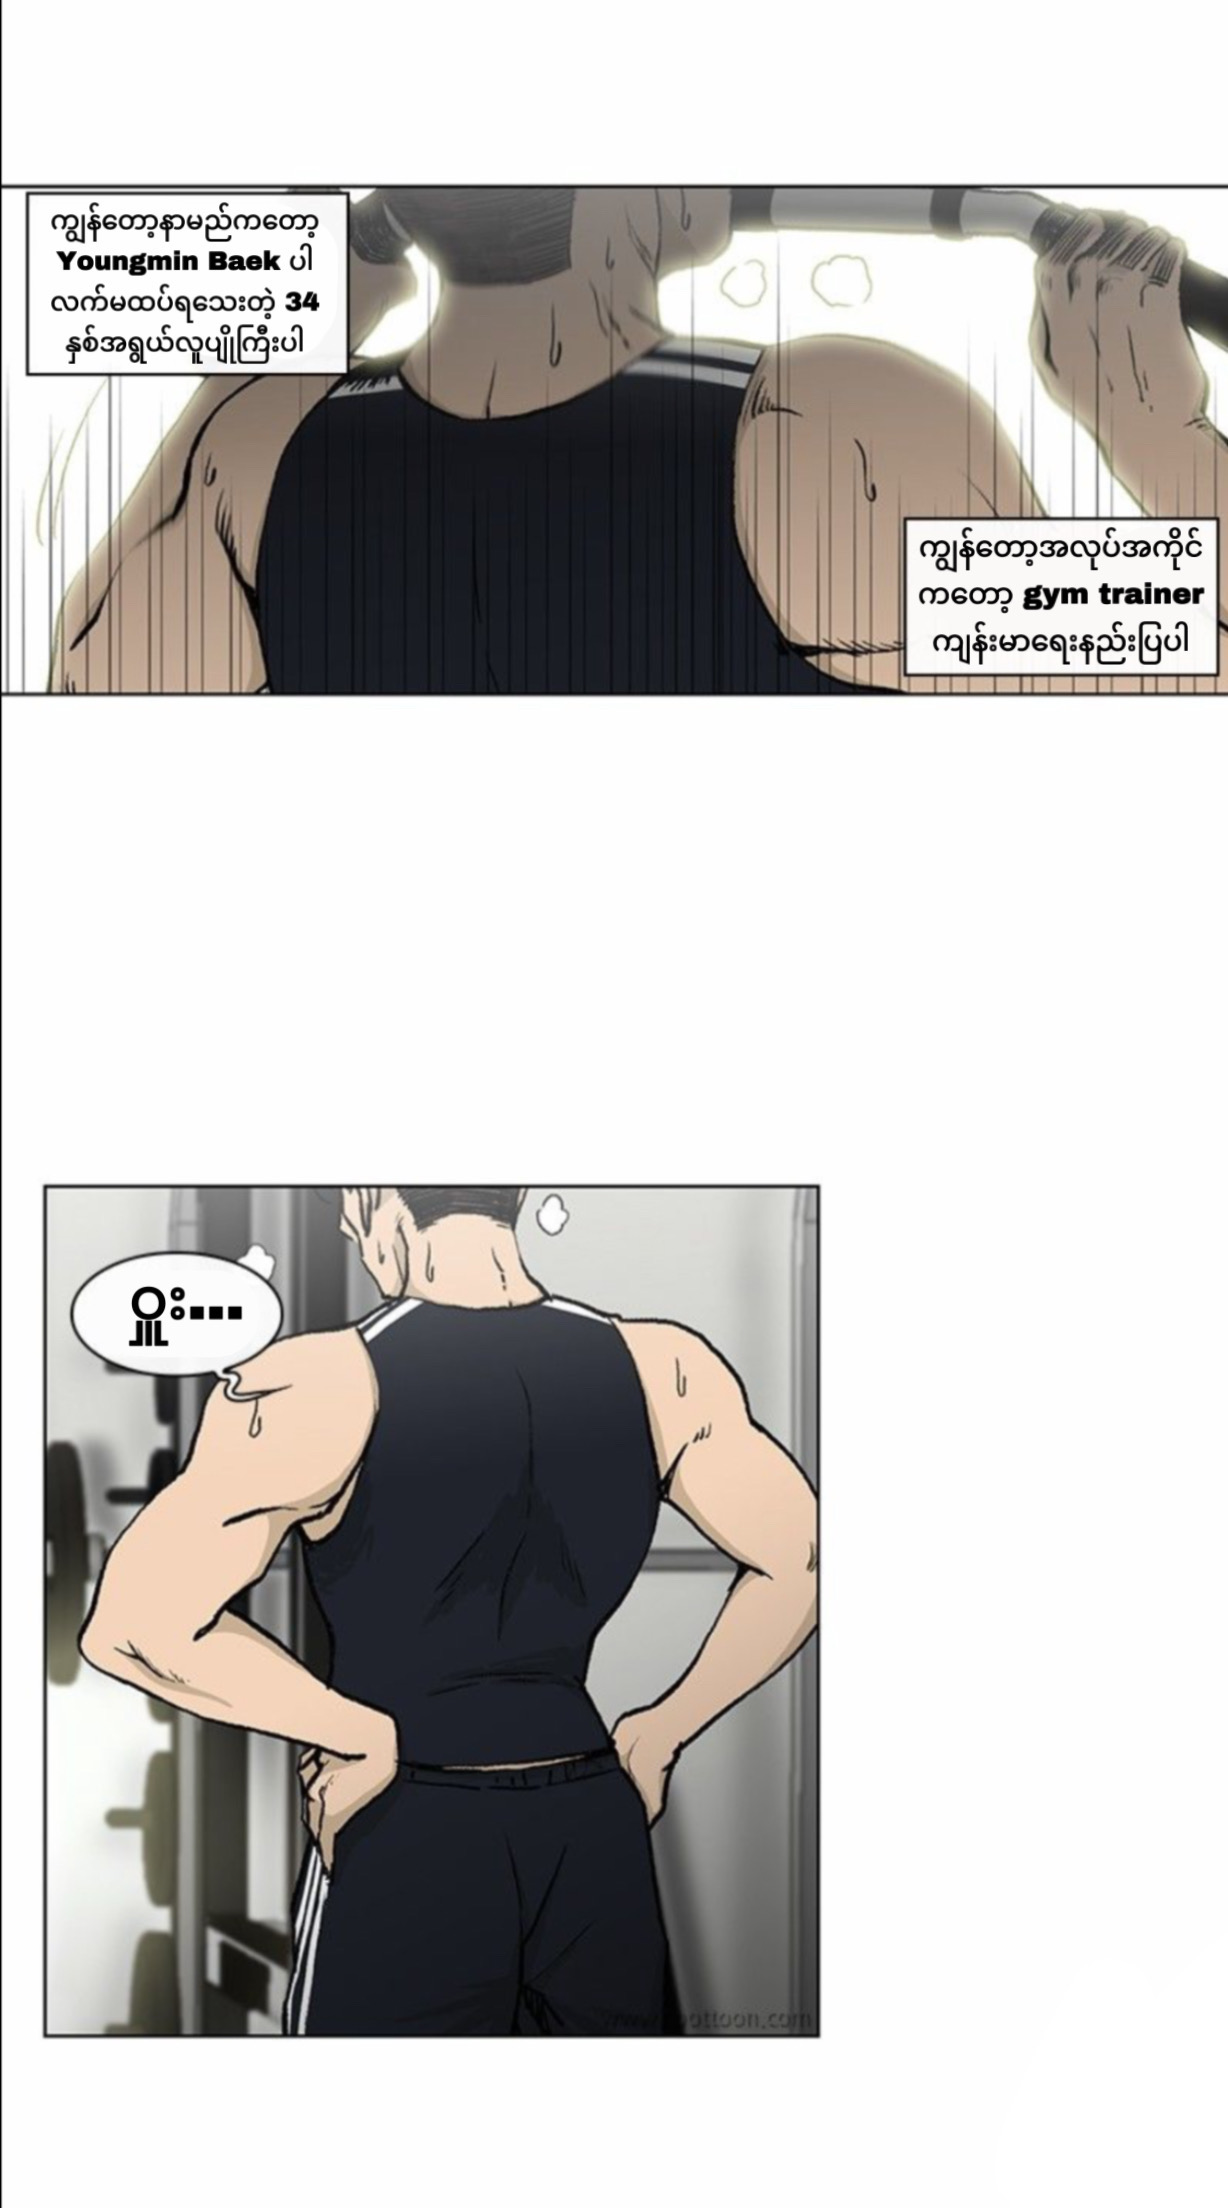 ကျွန်တော့နာမည်ကတော့
Youngmin Baek ပါ
လက်မထပ်ရသေးတဲ့ 34
နှစ်အရွယ်လူပျိုကြီးပါ
ကျွန်တော့အလုပ်အကိုင်
ကတော့ gym trainer
ကျန်းမာရေးနည်းပြပါ
ှူး...